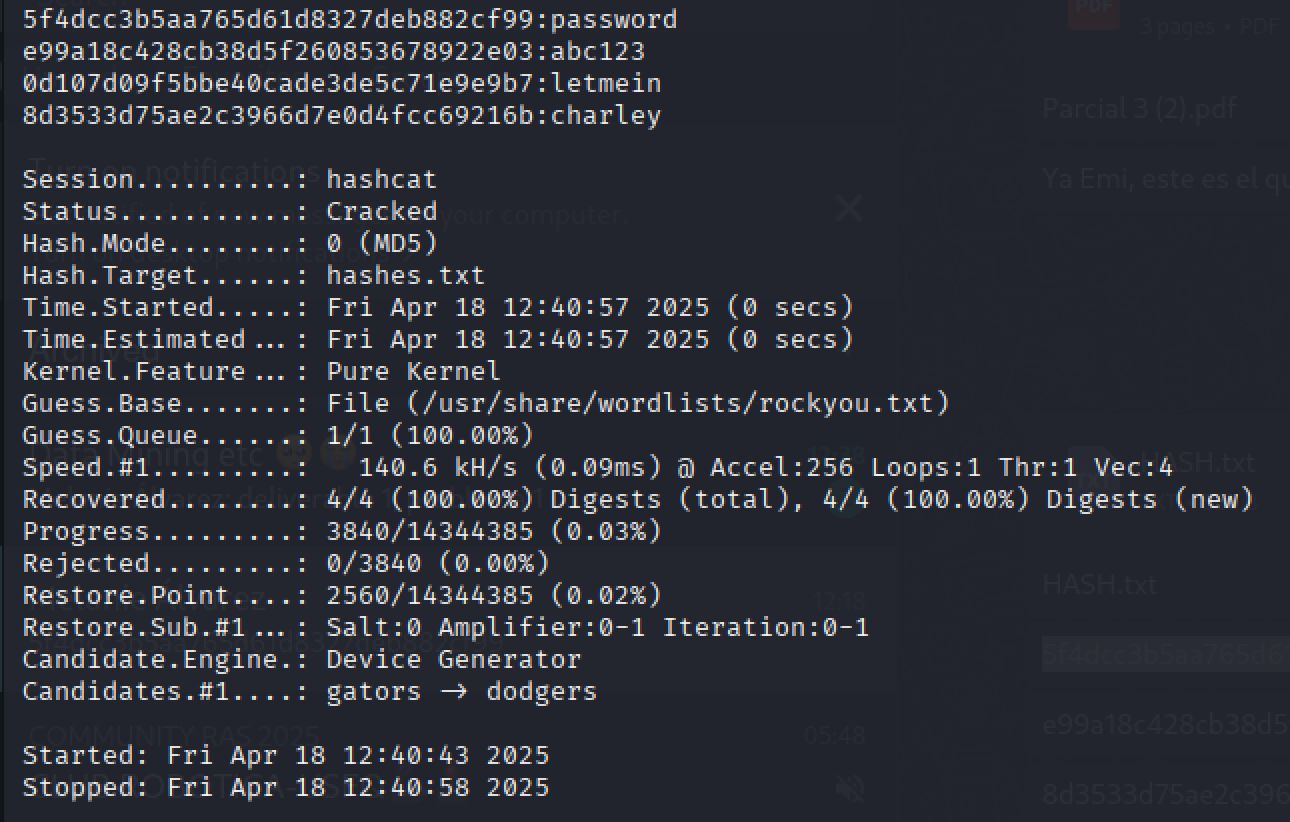 5f4dcc3b5aa765d61d8327deb882cf99:password
3 pages • PDF
PDF
e99a18c428cb38d5f260853678922e03:abc123
0d107d09f5bbe40cade3de5c71e9e9b7:letmein
8d3533d75ae2c3966d7e0d4fcc69216b:charley
Parcial 3 (2).pdf
Turn on notifications
Ya Emi, este es el qu
Session..........: hashcat
Status...........: Cracked
your computer.
Hash.Mode........: 0 (MD5)
Hash.Target......: hashes.txt
Time.Started.....: Fri Apr 18 12:40:57 2025 (0 secs)
Time.Estimated...: Fri Apr 18 12:40:57 2025 (0 secs)
Archived
Kernel.Feature...: Pure Kernel
Guess.Base.......: File (/usr/share/wordlists/rockyou.txt)
Guess.Queue......: 1/1 (100.00%)
Speed.#1.........:   140.6 kH/s (0.09ms) @ Accel:256 Loops:1 Thr:1 Vec:4
HASH.txt
Recovered........: 4/4 (100.00%) Digests (total), 4/4 (100.00%) Digests (new)
Progress.........: 3840/14344385 (0.03%)
Rejected.........: 0/3840 (0.00%)
HASH.txt
Restore.Point....: 2560/14344385 (0.02%)
12:18
Restore.Sub.#1...: Salt:0 Amplifier:0-1 Iteration:0-1
Candidate.Engine.: Device Generator
5f4dcc3b5aa765d6
Candidates.#1....: gators -> dodgers
COMMUNITY RAS 2025
05:48
e99a18c428cb38d5
Started: Fri Apr 18 12:40:43 2025
Stopped: Fri Apr 18 12:40:58 2025
8d3533d75ae2c396